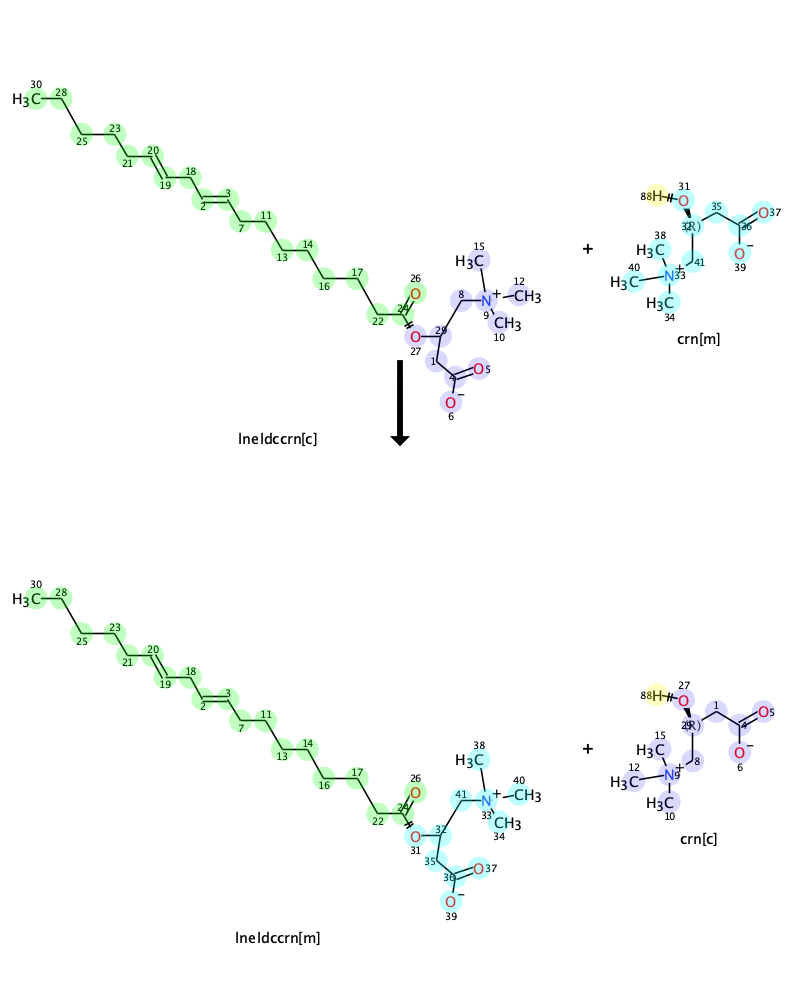 30
H₃C 28
25 23
21 20
19 18
2 3
7 11
13 14
16 17
22 24
26
O
O
27
29
8
15
H₃C
N +
9
12
CH₃
CH₃
10
1
4
O 5
O −
6
lneldccrn[c]
+
88 H
31
O
(R)
35
36
O 37
O −
39
38
H₃C
40
H₃C
N +
33
41
H₃C
34
crn[m]
30
H₃C 28
25 23
21 20
19 18
2 3
7 11
13 14
16 17
22 24
26
O
O
31
32
41
38
H₃C
N +
33
40
CH₃
CH₃
34
35
36
O 37
O −
39
lneldccrn[m]
+
88 H
27
O
(R)
1
4
O 5
O −
6
15
H₃C
12
H₃C
N +
9
8
H₃C
10
crn[c]